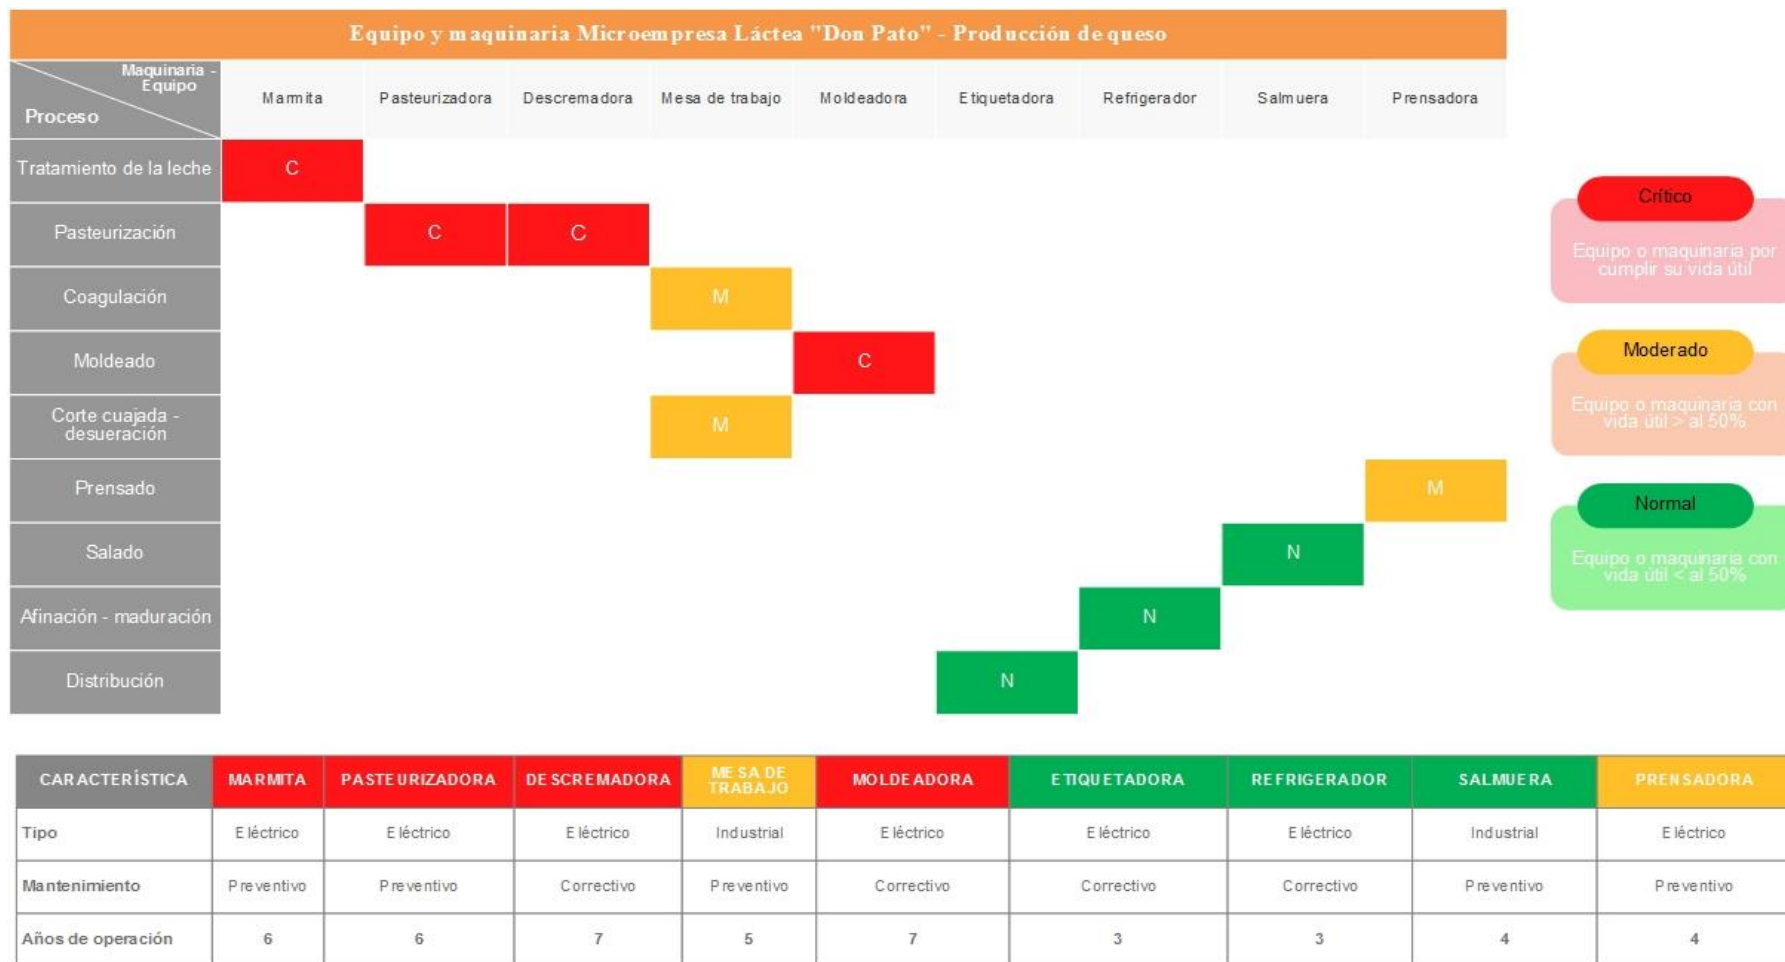 Equipo y maquinaria Microempresa Láctea "Don Pato" - Producción de queso
Maquinaria -
Equipo
Proceso
Marmita Pasteurizadora Descremadora Mesa de trabajo Moldeadora Etiquetadora Refrigerador Salmuera Prensadora
Tratamiento de la leche C
Pasteurización C C
Coagulación M
Moldeado C
Corte cuajada -
desueración M
Prensado M
Salado N
Afinación - maduración N
Distribución N
Crítico
Equipo o maquinaria por
cumplir su vida útil
Moderado
Equipo o maquinaria con
vida útil > al 50%
Normal
Equipo o maquinaria con
vida útil < al 50%
CARACTERÍSTICA MARMITA PASTEURIZADORA DESCREMADORA MESA DE TRABAJO MOLDEADORA ETIQUETADORA REFRIGERADOR SALMUERA PRENSADORA
Tipo Eléctrico Eléctrico Eléctrico Industrial Eléctrico Eléctrico Eléctrico Industrial Eléctrico
Mantenimiento Preventivo Preventivo Correctivo Preventivo Correctivo Correctivo Correctivo Preventivo Preventivo
Años de operación 6 6 7 5 7 3 3 4 4